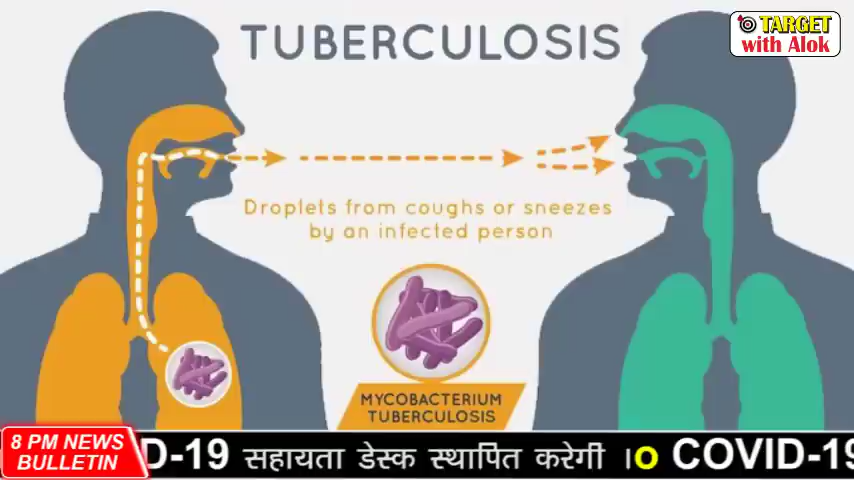 TUBERCULOSIS
TARGET
with Alok
Droplets from coughs or sneezes
by an infected person
MYCOBACTERIUM
TUBERCULOSIS
8 PM NEWS
BULLETIN
D-19 सहायता डेस्क स्थापित करेगी ।o COVID-19